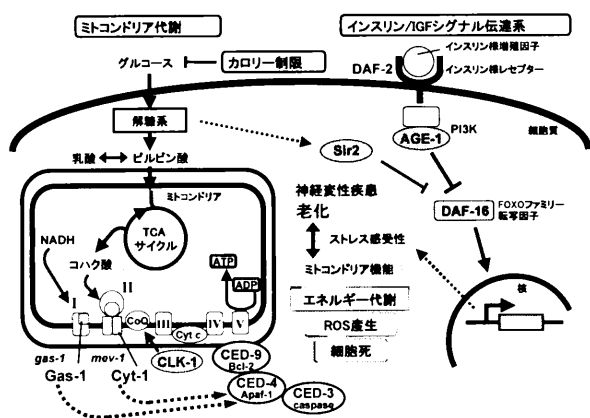 ミトコンドリア代謝
インスリン/IGFシグナル伝達系
グルコース
カロリー制限
DAF-2
インスリン様増殖因子
インスリン様レセプター
解糖系
PI3K
AGE-1
細胞質
Sir2
乳酸
ピルビン酸
ミトコンドリア
TCA
サイクル
NADH
コハク酸
ATP
ADP
I
II
CoQ
III
Cyt c
IV
V
gas-1
mev-1
Gas-1
Cyt-1
CLK-1
CED-9
Bcl-2
CED-4
Apaf-1
CED-3
caspase
神経変性疾患
老化
ストレス感受性
ミトコンドリア機能
エネルギー代謝
ROS産生
細胞死
DAF-16
FOXOファミリー
転写因子
核